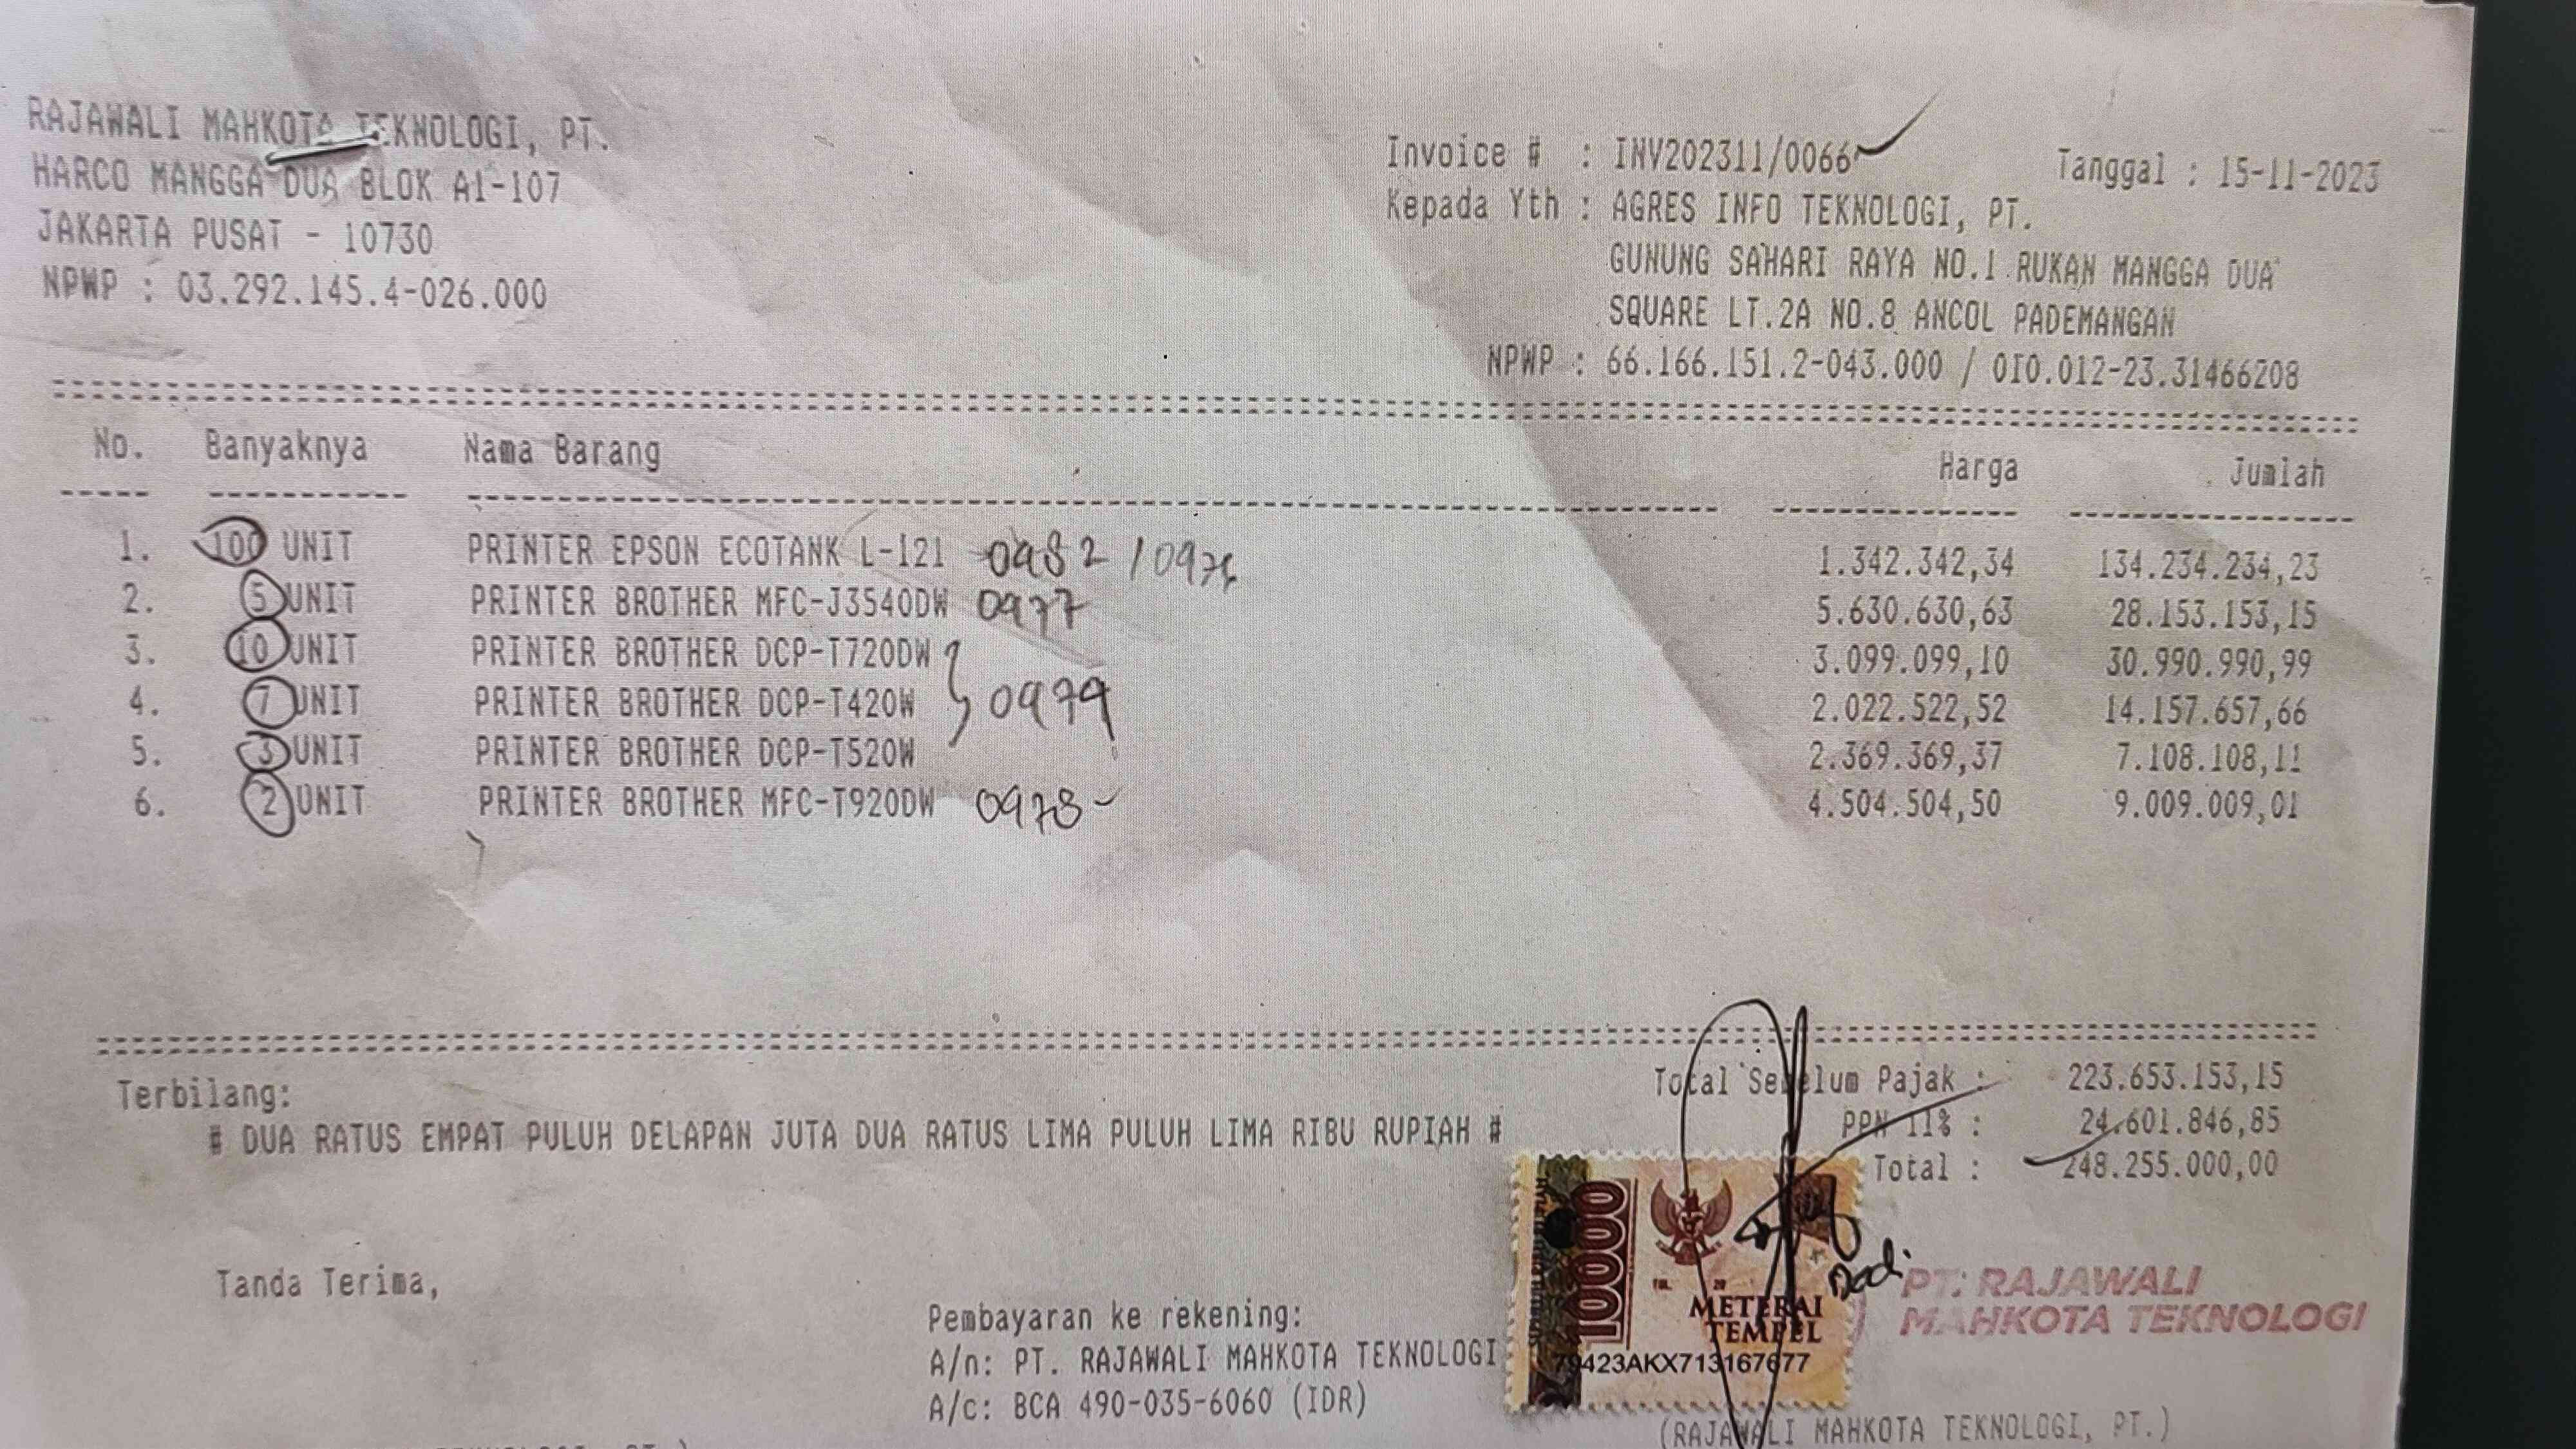 RAJAWALI MAHKOTA TEKNOLOGI, PT.
HARCO MANGGA DUA BLOK A1-107
JAKARTA PUSAT - 10730
NPWP : 03.292.145.4-026.000
Invoice # : INV202311/0066 Tanggal : 15-11-2023
Kepada Yth : AGRES INFO TEKNOLOGI, PT.
GUNUNG SAHARI RAYA NO.1 RUKAN MANGGA DUA
SQUARE LT.2A NO.8 ANCOL PADEMANGAN
NPWP : 66.166.151.2-043.000 / 010.012-23.31466208
No. Banyaknya Nama Barang Harga Jumlah
1. 100 UNIT PRINTER EPSON ECOTANK L-121 0982 / 1.342.342,34 134.234.234,23
2. 5 UNIT PRINTER BROTHER MFC-J3540DW 0977 5.630.630,63 28.153.153,15
3. 10 UNIT PRINTER BROTHER DCP-T720DW 3.099.099,10 30.990.990,99
4. 7 UNIT PRINTER BROTHER DCP-T420W 0979 2.022.522,52 14.157.657,66
5. 3 UNIT PRINTER BROTHER DCP-T520W 2.369.369,37 7.108.108,11
6. 2 UNIT PRINTER BROTHER MFC-T920DW 0978 4.504.504,50 9.009.009,01
Terbilang:
# DUA RATUS EMPAT PULUH DELAPAN JUTA DUA RATUS LIMA PULUH LIMA RIBU RUPIAH #
Total Sebelum Pajak : 223.653.153,15
PPN 11% : 24.601.846,85
Total : 248.255.000,00
Tanda Terima,
Pembayaran ke rekening:
A/n: PT. RAJAWALI MAHKOTA TEKNOLOGI
A/c: BCA 490-035-6060 (IDR)
10000
TGL. 20
METERAI
TEMPEL
79423AKX713167677
PT. RAJAWALI
MAHKOTA TEKNOLOGI
(RAJAWALI MAHKOTA TEKNOLOGI, PT.)